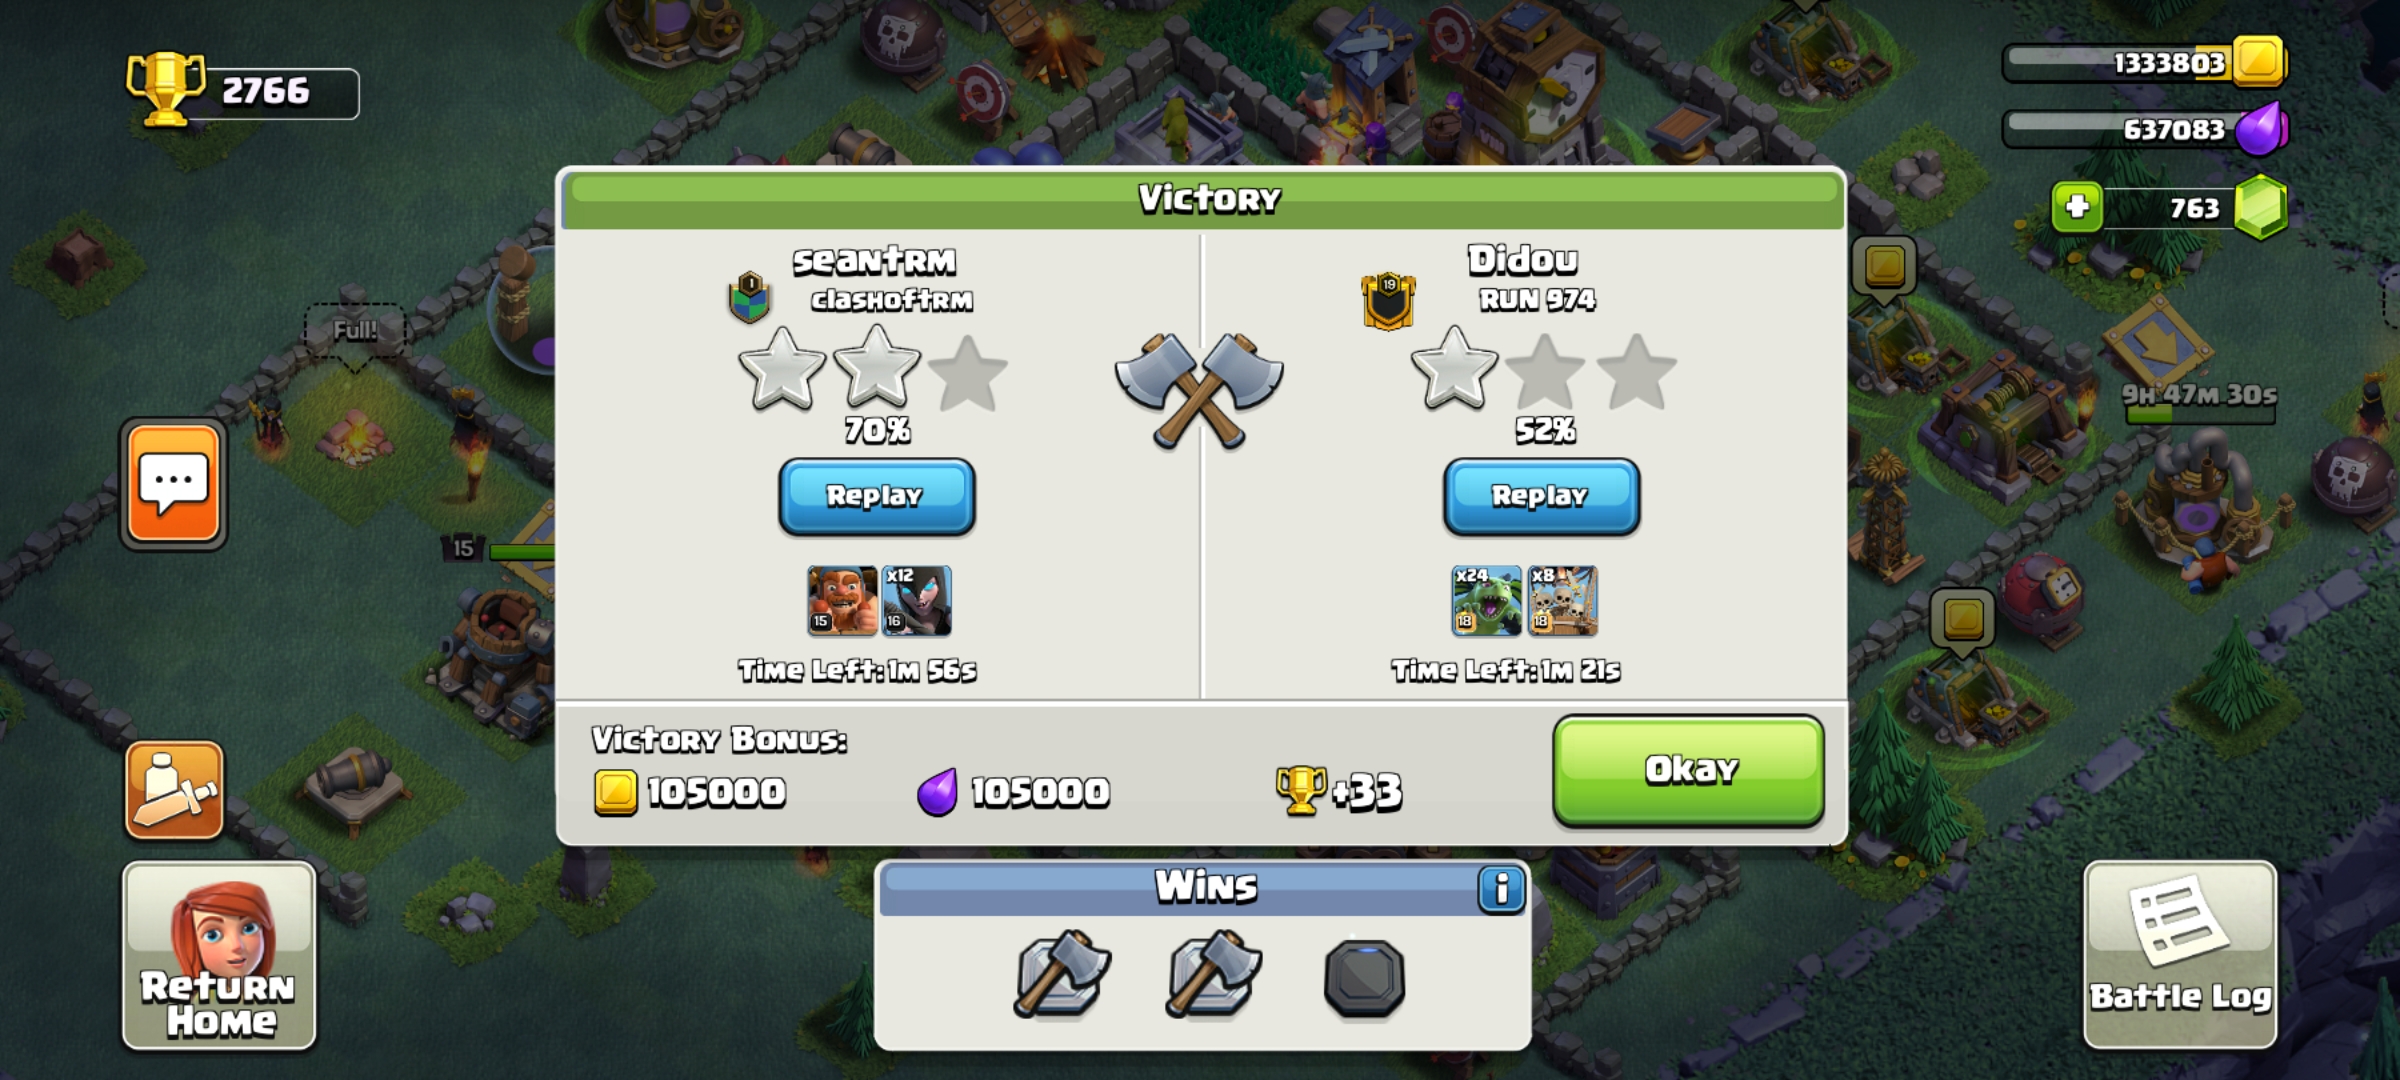 2766
1333803
637083
763
Full!
9H 47M 30s
15
Victory
seantRM
clashoftRM
1
70%
Replay
15
x12
16
Time Left:1M 56s
Didou
RUN 974
19
52%
Replay
x24
18
x8
18
Time Left:1M 21s
Victory Bonus:
105000
105000
+33
Okay
Wins
i
Return
Home
Battle Log